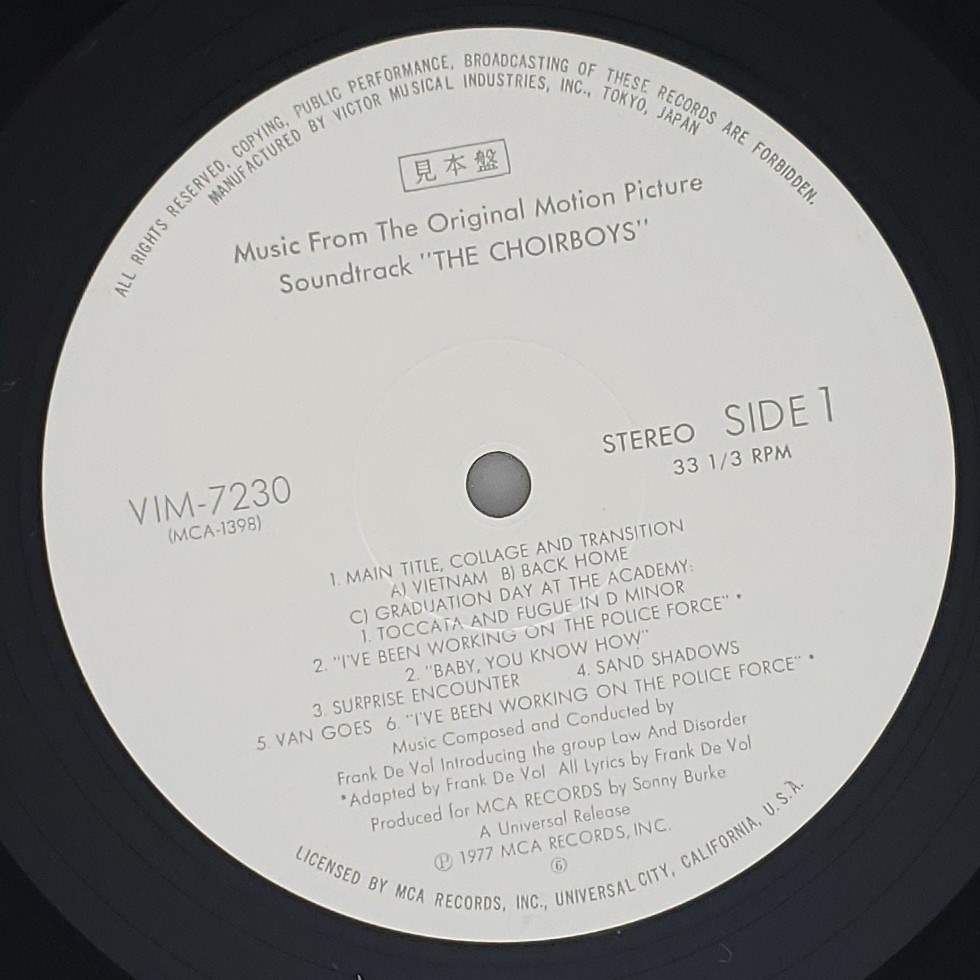 ALL RIGHTS RESERVED. COPYING, PUBLIC PERFORMANCE, BROADCASTING OF THESE RECORDS ARE FORBIDDEN.
MANUFACTURED BY VICTOR MUSICAL INDUSTRIES, INC., TOKYO, JAPAN
見本盤
Music From The Original Motion Picture
Soundtrack "THE CHOIRBOYS"
STEREO SIDE 1
33 1/3 RPM
VIM-7230
(MCA-1398)
1. MAIN TITLE, COLLAGE AND TRANSITION
A) VIETNAM B) BACK HOME
C) GRADUATION DAY AT THE ACADEMY:
1. TOCCATA AND FUGUE IN D MINOR
2. "I'VE BEEN WORKING ON THE POLICE FORCE" *
2. "BABY, YOU KNOW HOW"
3. SURPRISE ENCOUNTER 4. SAND SHADOWS
5. VAN GOES 6. "I'VE BEEN WORKING ON THE POLICE FORCE" *
Music Composed and Conducted by
Frank De Vol Introducing the group Law And Disorder
*Adapted by Frank De Vol All Lyrics by Frank De Vol
Produced for MCA RECORDS by Sonny Burke
A Universal Release
Ⓟ 1977 MCA RECORDS, INC.
⑥
LICENSED BY MCA RECORDS, INC., UNIVERSAL CITY, CALIFORNIA, U.S.A.